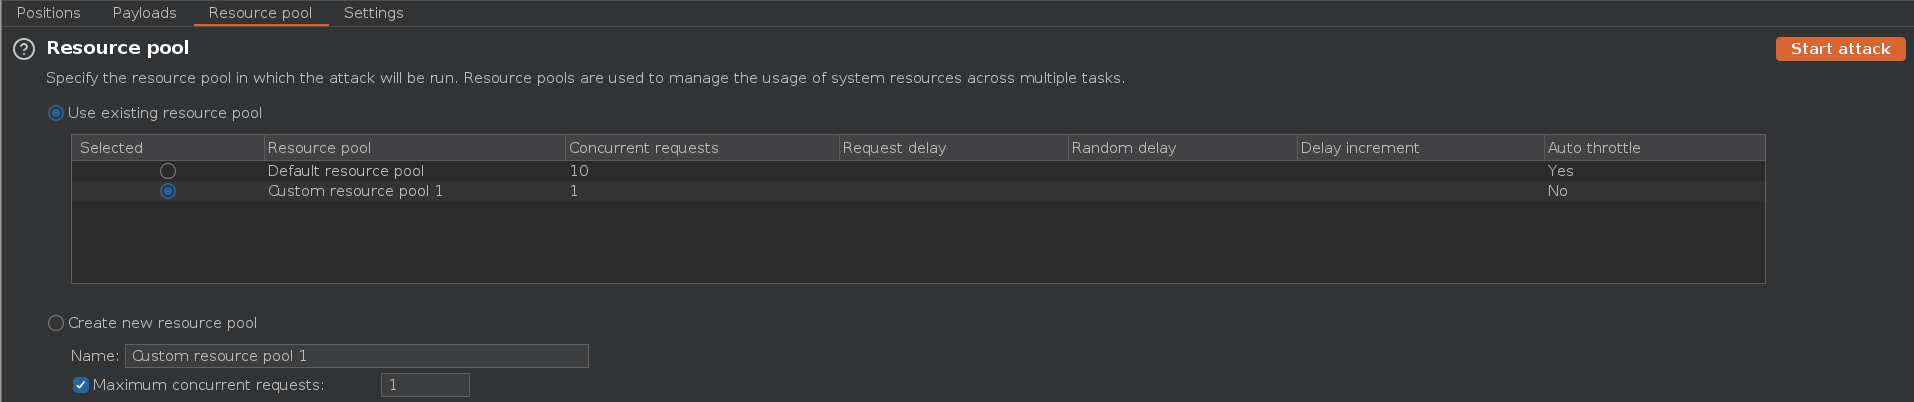 Positions Payloads Resource pool Settings
Resource pool
Start attack
Specify the resource pool in which the attack will be run. Resource pools are used to manage the usage of system resources across multiple tasks.
Use existing resource pool
Selected Resource pool Concurrent requests Request delay Random delay Delay increment Auto throttle
Default resource pool 10 Yes
Custom resource pool 1 1 No
Create new resource pool
Name: Custom resource pool 1
Maximum concurrent requests: 1